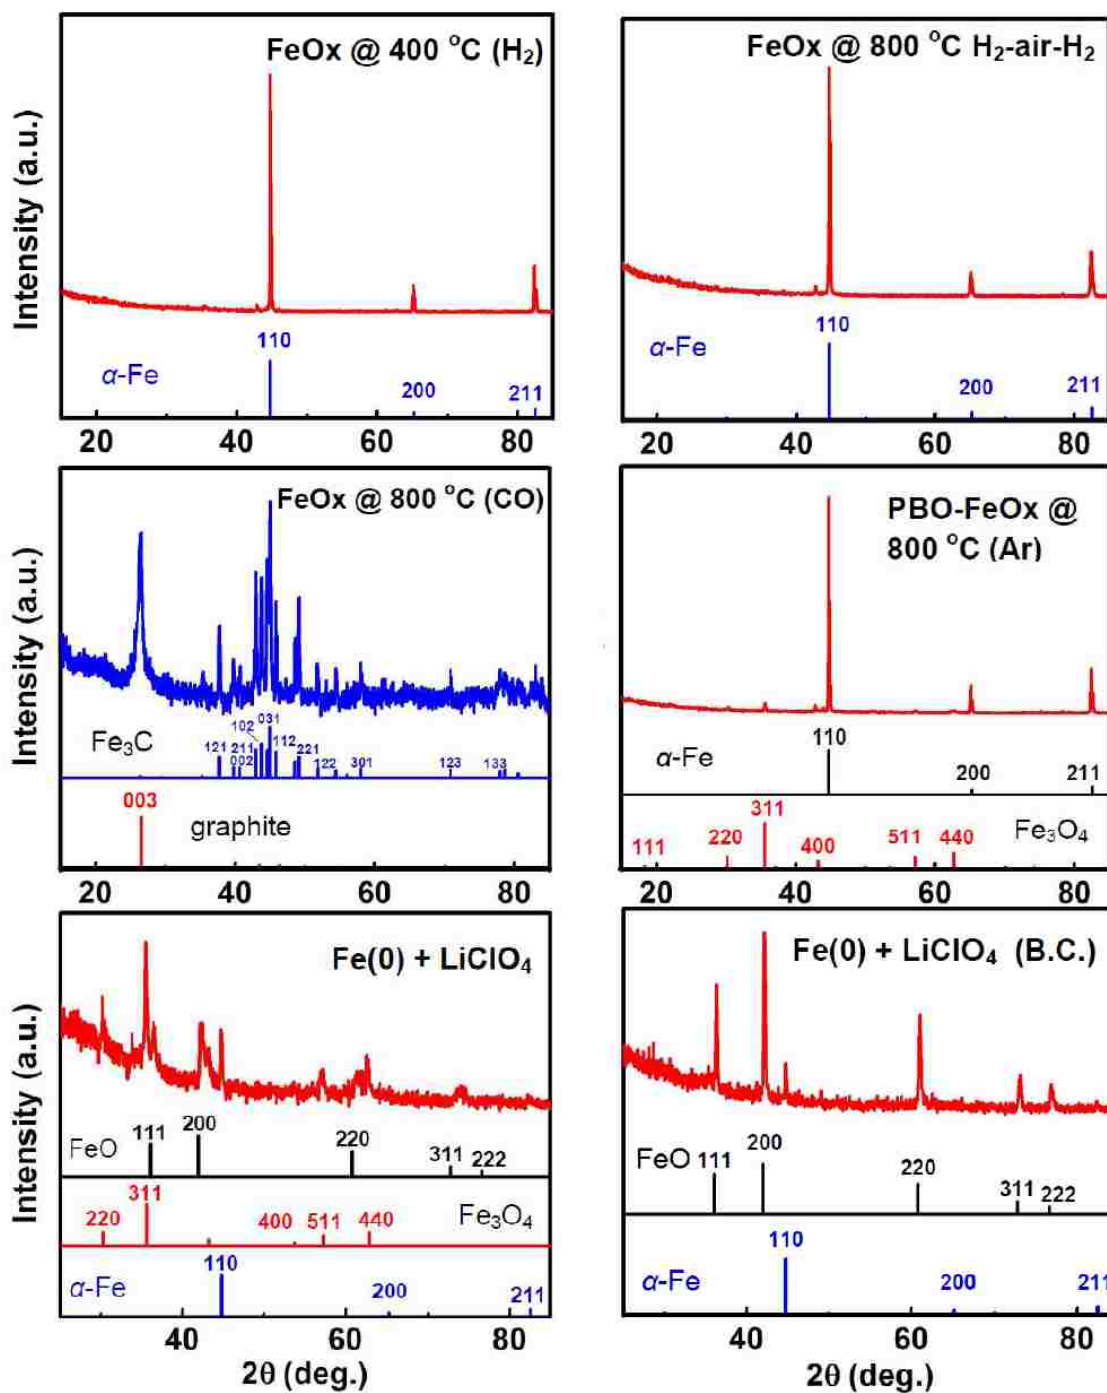 FeOx @ 400 °C (H₂)
Intensity (a.u.)
110
α-Fe
200
211
20 40 60 80
FeOx @ 800 °C H₂-air-H₂
110
α-Fe
200
211
20 40 60 80
FeOx @ 800 °C (CO)
Intensity (a.u.)
Fe₃C
121
211
002
102
031
112
221
122
301
123
133
003
graphite
20 40 60 80
PBO-FeOx @
800 °C (Ar)
α-Fe
110
200
211
111
220
311
400
511
440
Fe₃O₄
20 40 60 80
Fe(0) + LiClO₄
Intensity (a.u.)
FeO
111
200
220
311
222
220
311
400
511
440
Fe₃O₄
α-Fe
110
200
211
40 60 80
2θ (deg.)
Fe(0) + LiClO₄ (B.C.)
FeO
111
200
220
311
222
110
α-Fe
200
211
40 60 80
2θ (deg.)